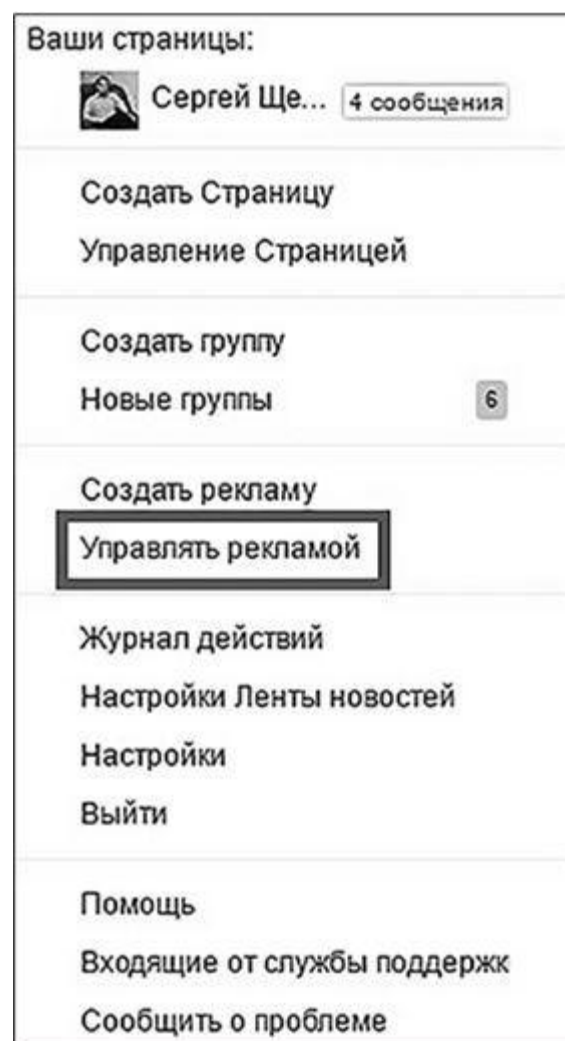 Ваши страницы:
Сергей Ще... 4 сообщения
Создать Страницу
Управление Страницей
Создать группу
Новые группы 6
Создать рекламу
Управлять рекламой
Журнал действий
Настройки Ленты новостей
Настройки
Выйти
Помощь
Входящие от службы поддержк
Сообщить о проблеме